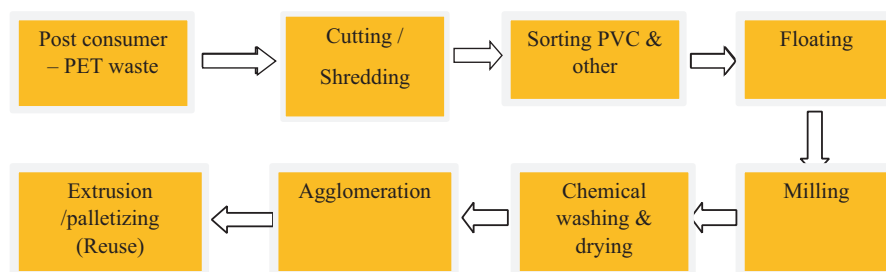 Post consumer
– PET waste
Cutting /
Shredding
Sorting PVC &
other
Floating
Milling
Chemical
washing &
drying
Agglomeration
Extrusion
/palletizing
(Reuse)